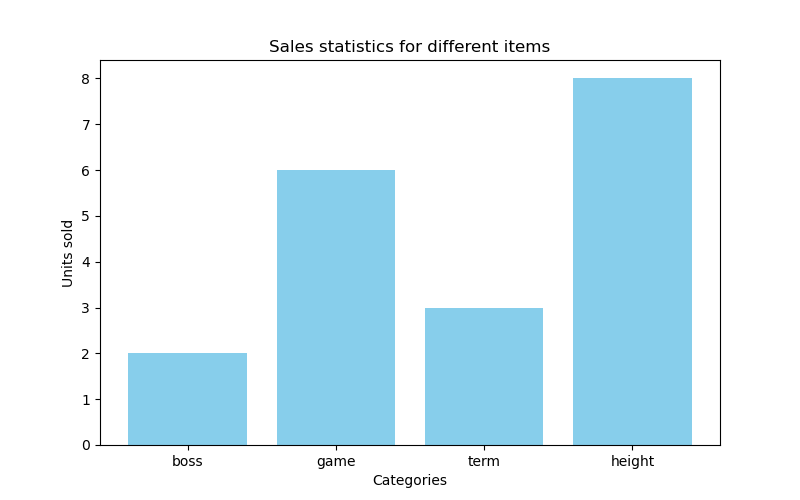 Sales statistics for different items
8
7
6
5
4
3
2
1
0
Units sold
boss game term height
Categories